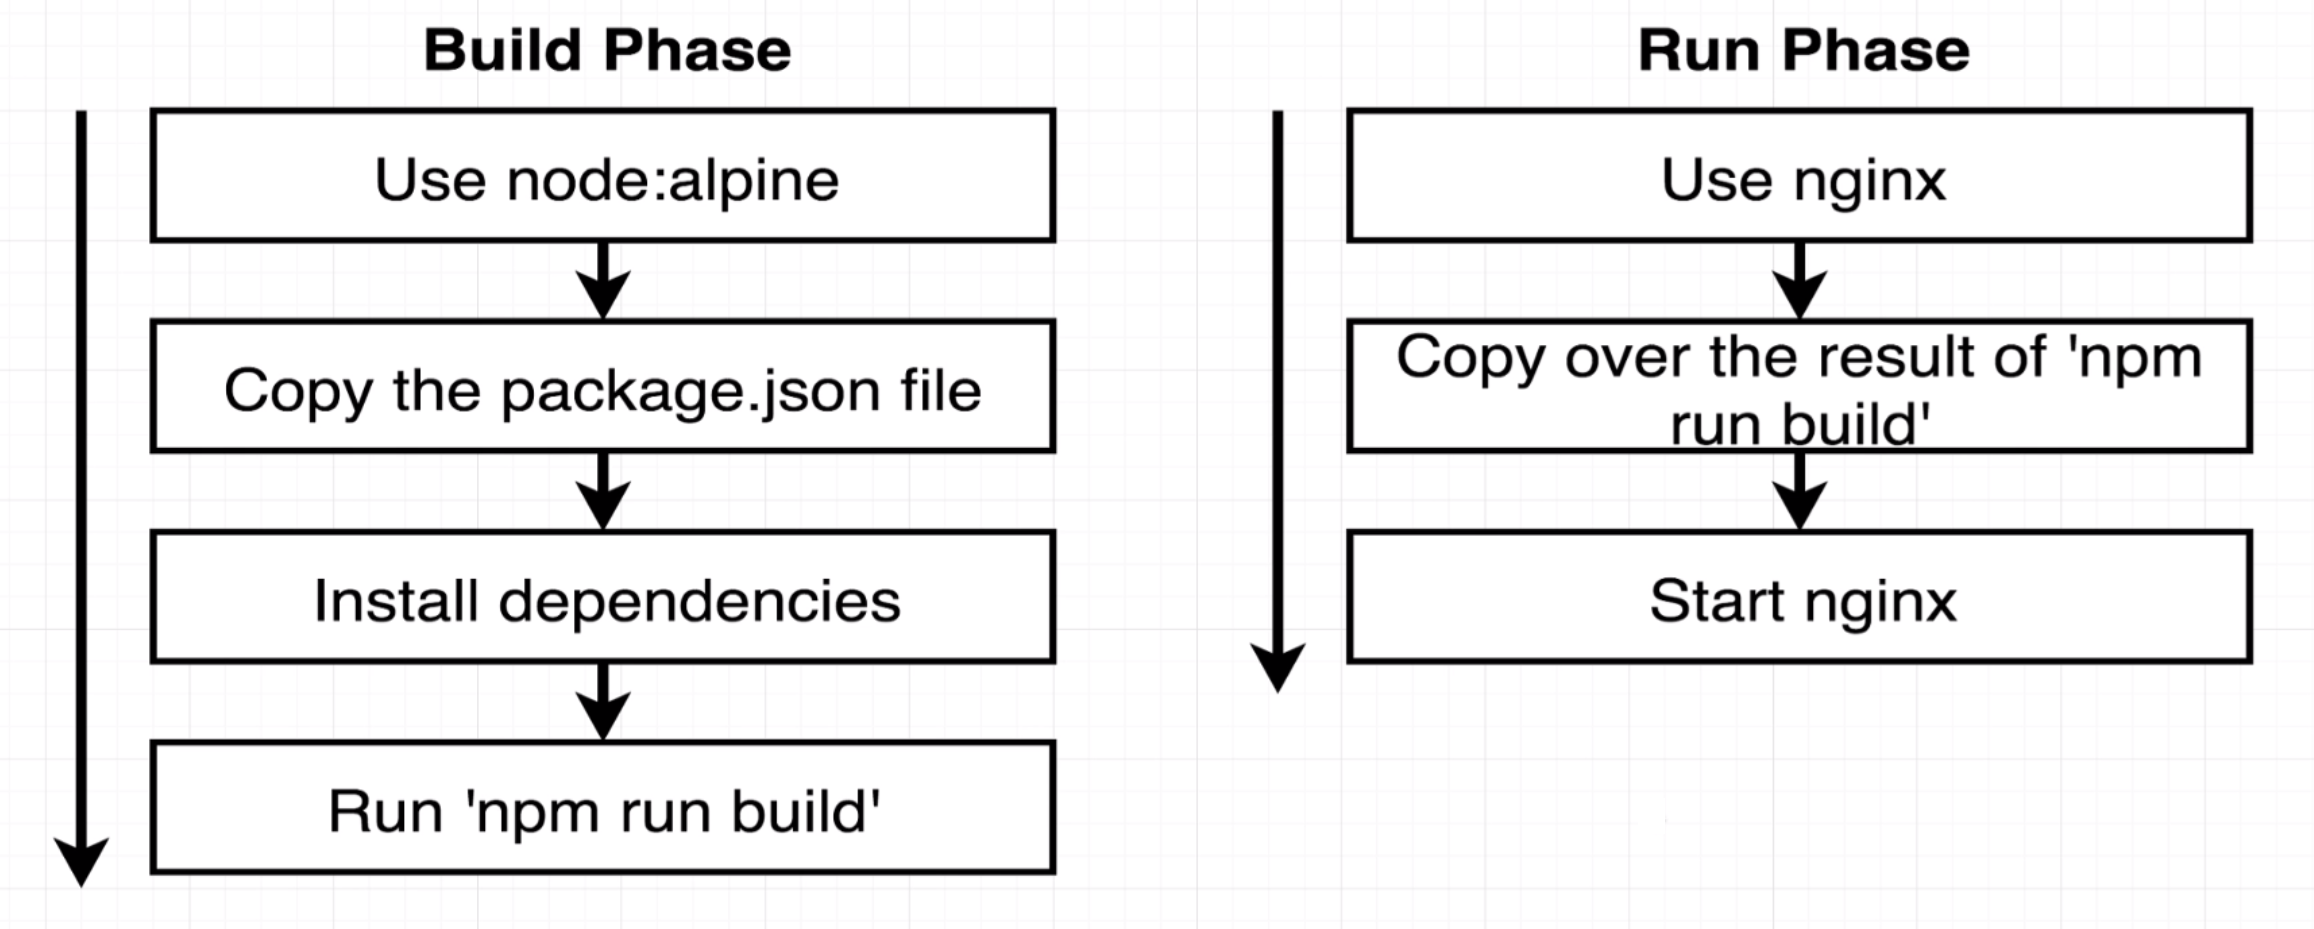 Build Phase
Use node:alpine
Copy the package.json file
Install dependencies
Run 'npm run build'
Run Phase
Use nginx
Copy over the result of 'npm
run build'
Start nginx